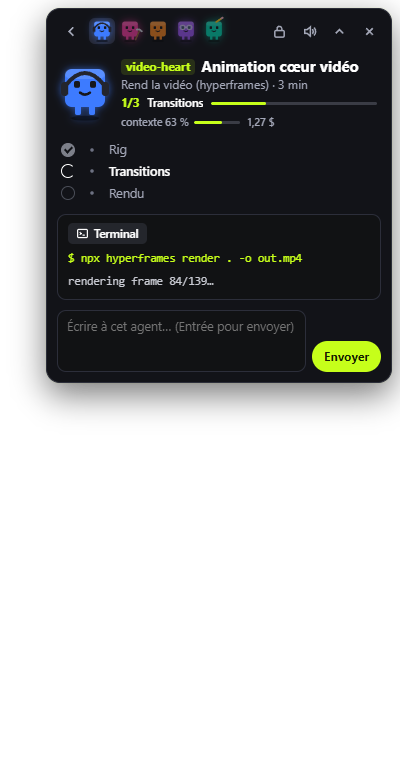 video-heart Animation cœur vidéo
Rend la vidéo (hyperframes) · 3 min
1/3 Transitions
contexte 63 % 1,27 $
Rig
Transitions
Rendu
Terminal
$ npx hyperframes render . -o out.mp4
rendering frame 84/139…
Écrire à cet agent… (Entrée pour envoyer)
Envoyer